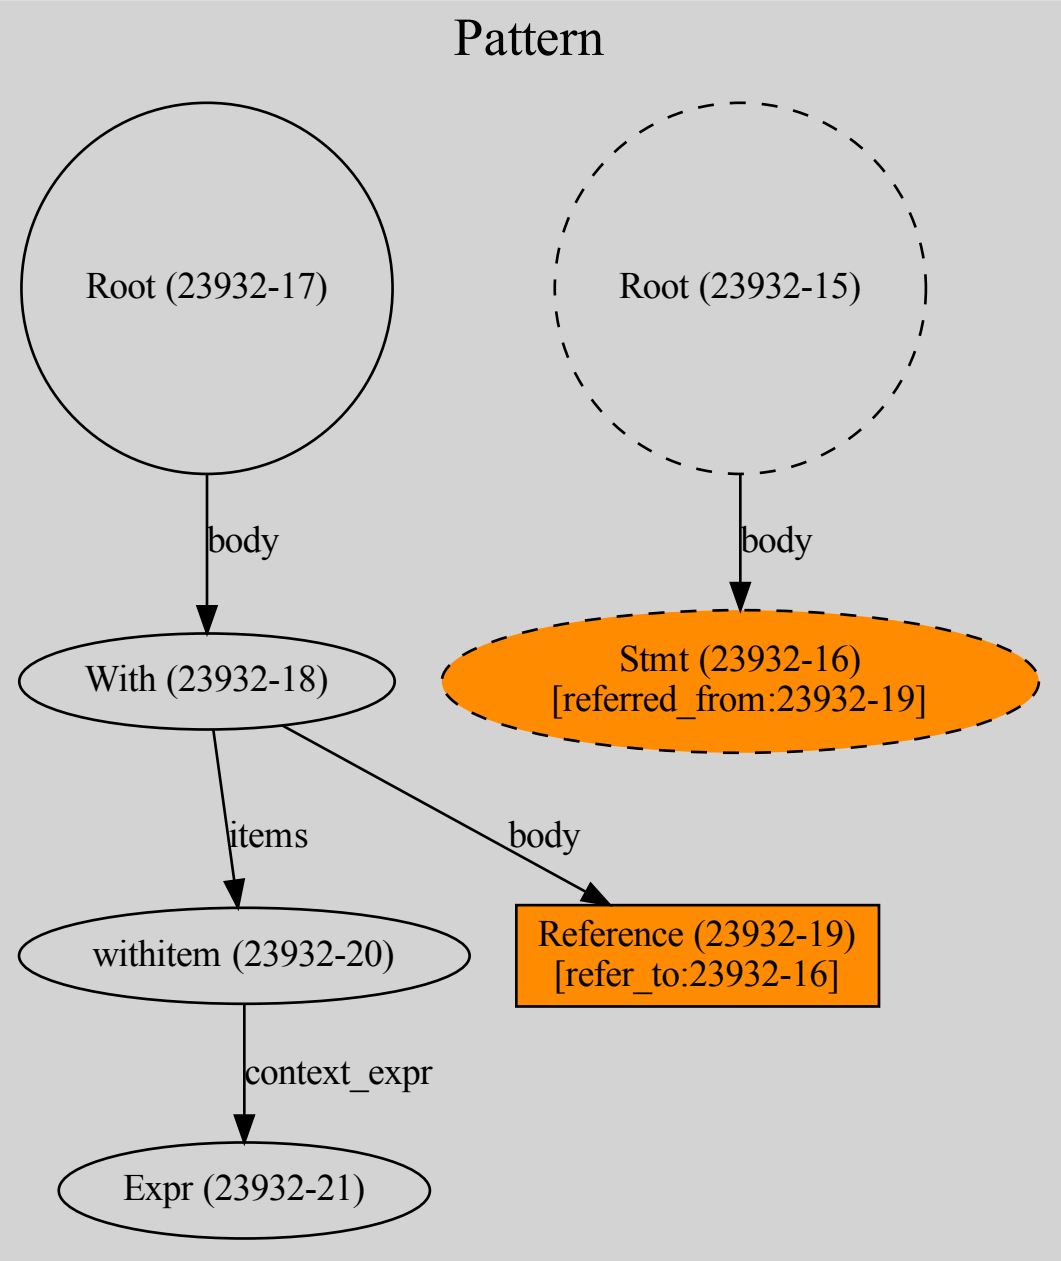 Pattern
Root (23932-17)
Root (23932-15)
body
body
With (23932-18)
Stmt (23932-16)
[referred_from:23932-19]
items
body
withitem (23932-20)
Reference (23932-19)
[refer_to:23932-16]
context_expr
Expr (23932-21)